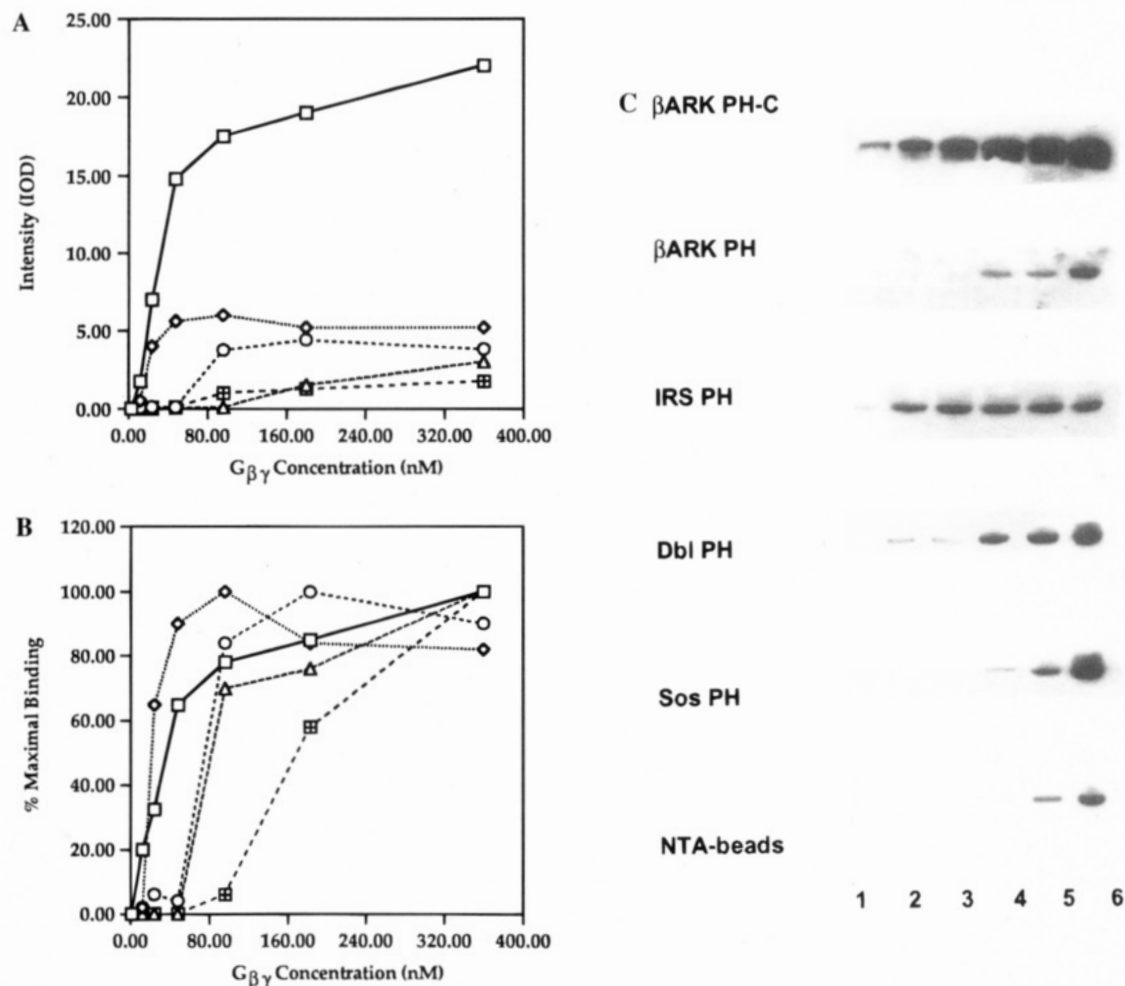 A
25.00
20.00
15.00
10.00
5.00
0.00
Intensity (IOD)
0.00 80.00 160.00 240.00 320.00 400.00
Gβγ Concentration (nM)
B
120.00
100.00
80.00
60.00
40.00
20.00
0.00
% Maximal Binding
0.00 80.00 160.00 240.00 320.00 400.00
Gβγ Concentration (nM)
C βARK PH-C
βARK PH
IRS PH
Dbl PH
Sos PH
NTA-beads
1 2 3 4 5 6